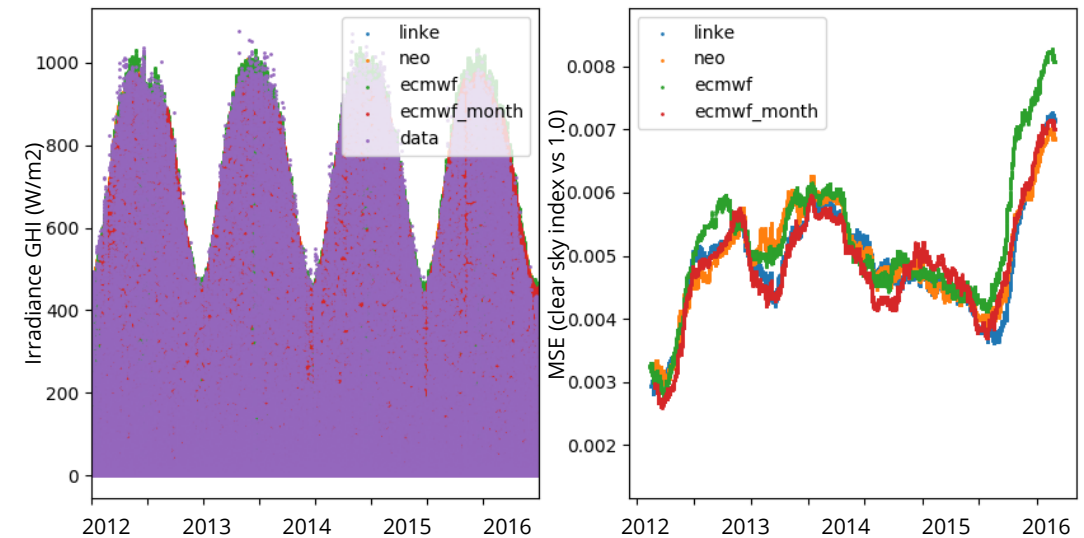 Irradiance GHI (W/m2)
1000
800
600
400
200
0
2012 2013 2014 2015 2016
linke
neo
ecmwf
ecmwf_month
data
MSE (clear sky index vs 1.0)
0.008
0.007
0.006
0.005
0.004
0.003
0.002
2012 2013 2014 2015 2016
linke
neo
ecmwf
ecmwf_month